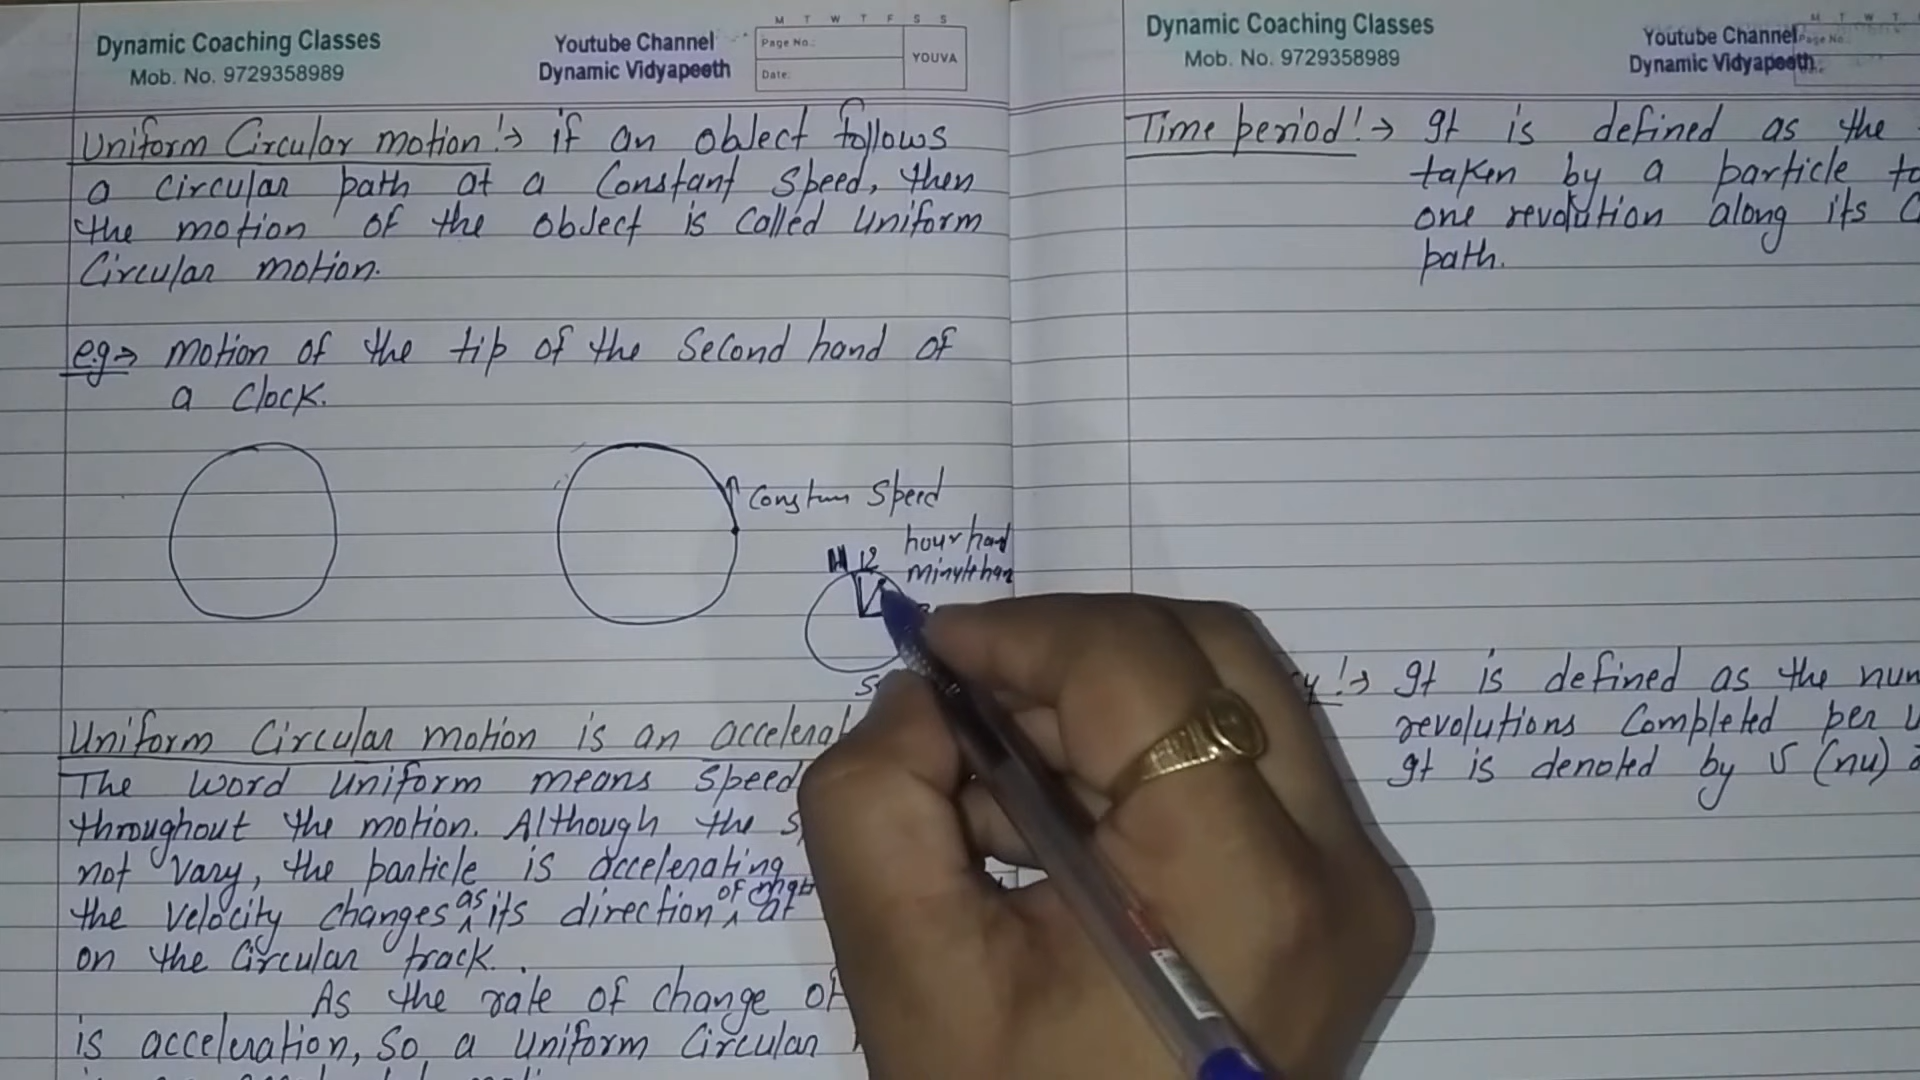 Dynamic Coaching Classes
Mob. No. 9729358989
Youtube Channel
Dynamic Vidyapeeth
M T W T F S S
Page No.:
Date:
YOUVA
Uniform Circular motion !→ if an object follows
a circular path at a constant speed, then
the motion of the object is called uniform
Circular motion.
e.g→ motion of the tip of the second hand of
a clock.
Speed
hour hand
12
Uniform Circular motion is an
The word uniform means speed
throughout the motion. Although the
not vary, the particle is accelerating
the velocity changes as its direction of at
on the circular track.
As the rate of change of
is acceleration, So, a uniform circular
Dynamic Coaching Classes
Mob. No. 9729358989
Youtube Channel
Dynamic Vidyapeeth
M T W T
Page No.:
Time period !→ It is defined as the
taken by a particle to
one revolution along its
path.
!→ It is defined as the
revolutions completed per
It is denoted by υ (nu)